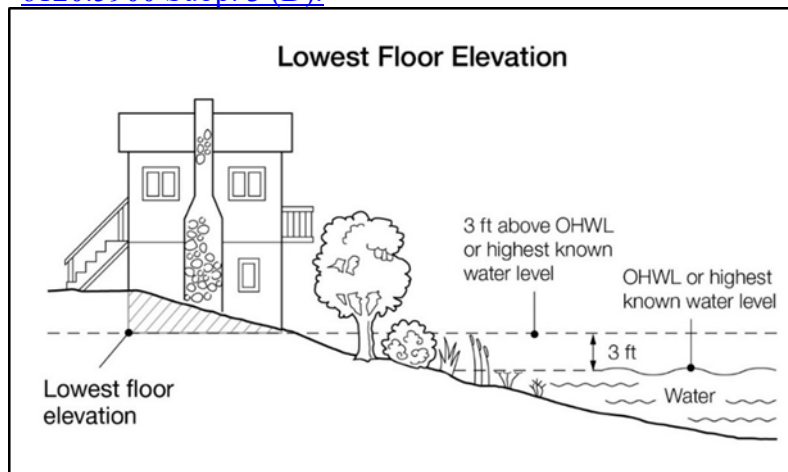 Lowest Floor Elevation
3 ft above OHWL
or highest known
water level
OHWL or highest
known water level
3 ft
Water
Lowest floor
elevation